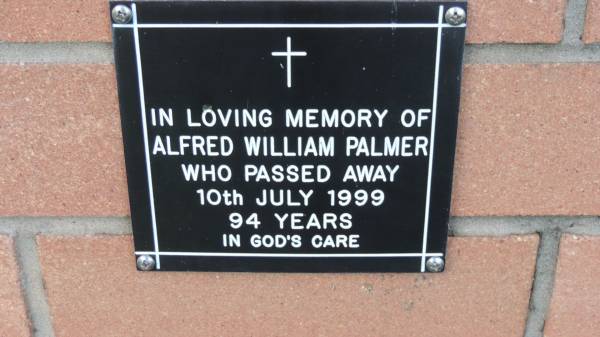 IN LOVING MEMORY OF
ALFRED WILLIAM PALMER
WHO PASSED AWAY
10th JULY 1999
94 YEARS
IN GOD'S CARE